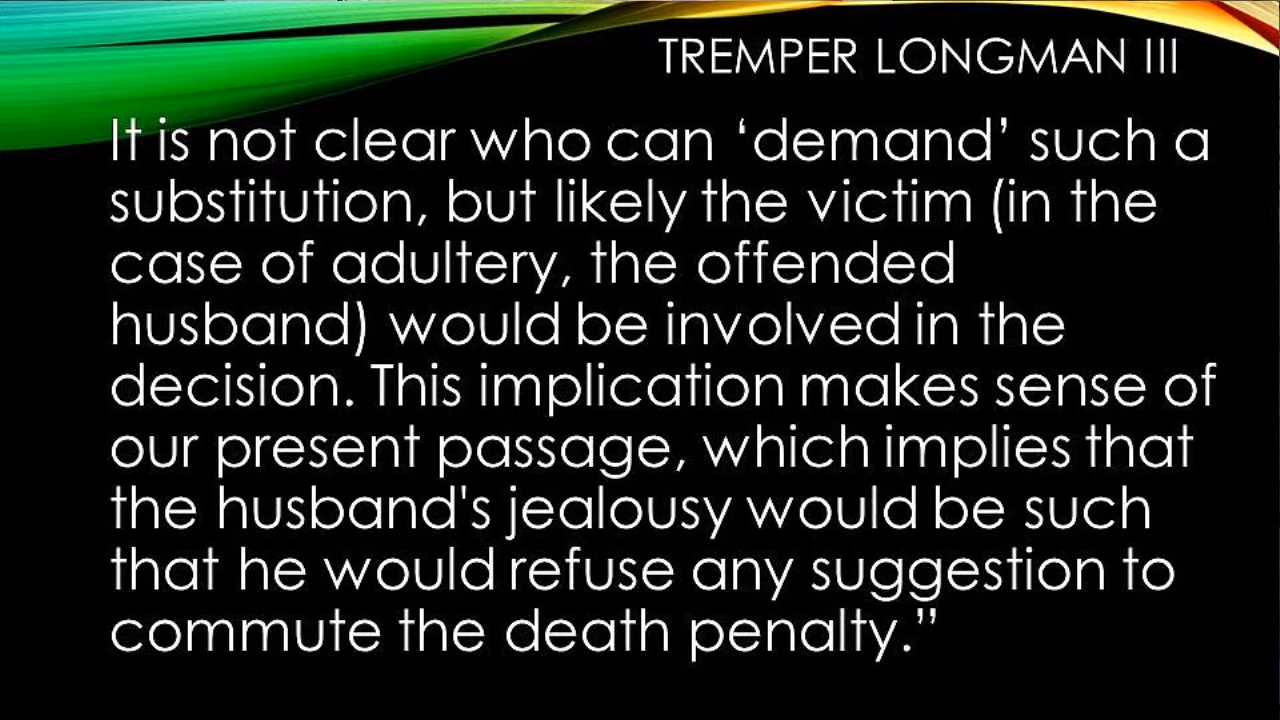 TREMPER LONGMAN III
It is not clear who can ‘demand’ such a
substitution, but likely the victim (in the
case of adultery, the offended
husband) would be involved in the
decision. This implication makes sense of
our present passage, which implies that
the husband's jealousy would be such
that he would refuse any suggestion to
commute the death penalty.”